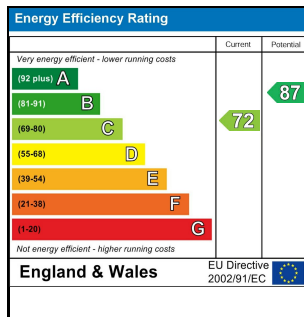 Energy Efficiency Rating
Current Potential
Very energy efficient - lower running costs
(92 plus) A
(81-91) B
(69-80) C
(55-68) D
(39-54) E
(21-38) F
(1-20) G
72
87
Not energy efficient - higher running costs
England & Wales
EU Directive
2002/91/EC